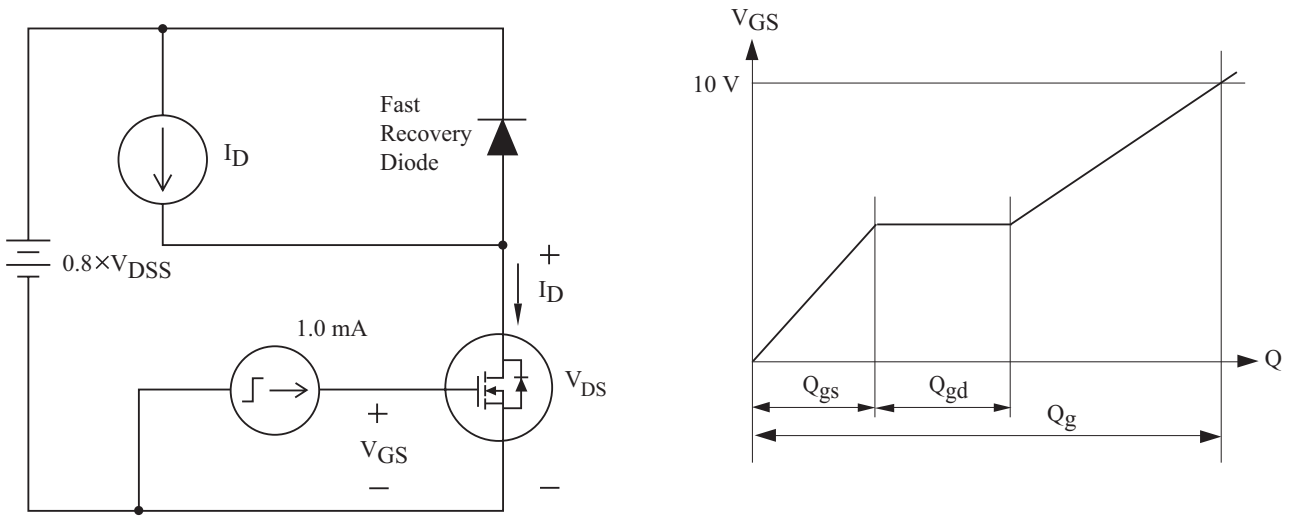 I_D
Fast
Recovery
Diode
0.8×V_DSS
+
I_D
1.0 mA
+
V_GS
−
V_DS
−
V_GS
10 V
Q
Q_gs
Q_gd
Q_g